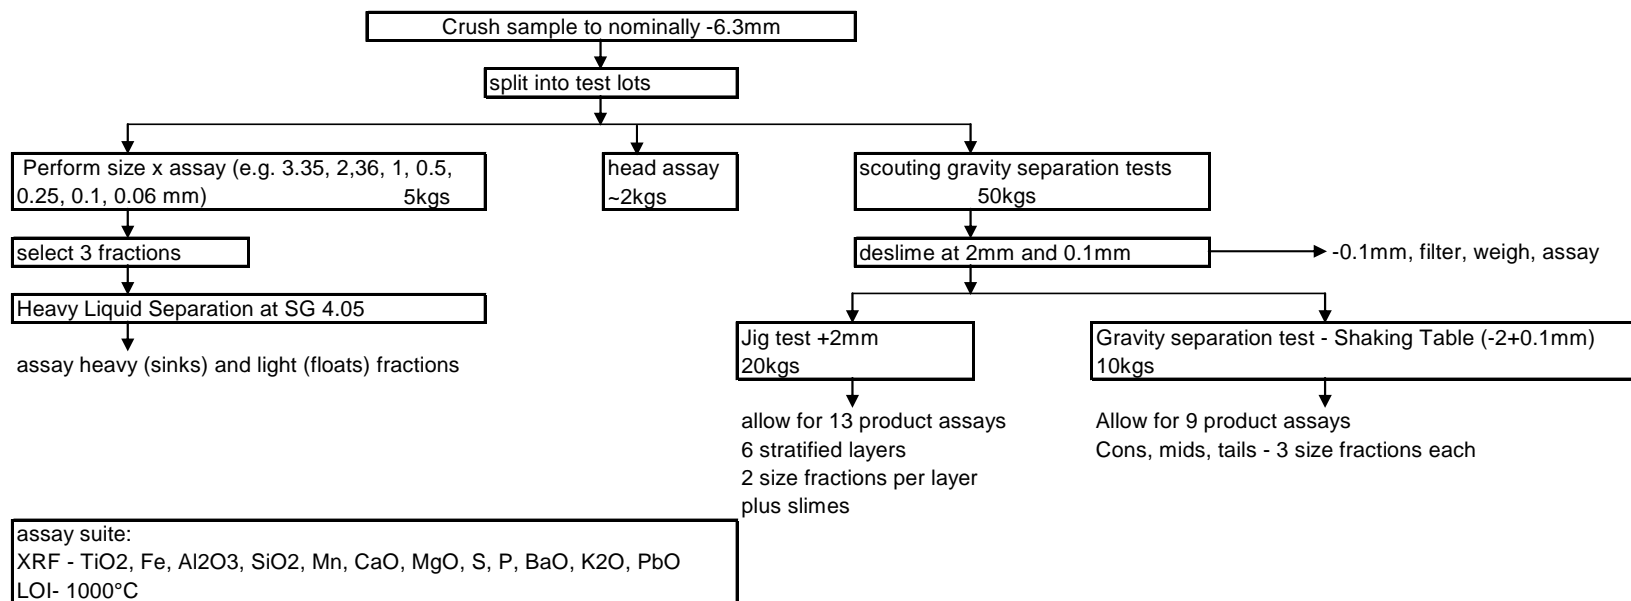 Crush sample to nominally -6.3mm
split into test lots
Perform size x assay (e.g. 3.35, 2,36, 1, 0.5,
0.25, 0.1, 0.06 mm) 5kgs
head assay
~2kgs
scouting gravity separation tests
50kgs
select 3 fractions
deslime at 2mm and 0.1mm
-0.1mm, filter, weigh, assay
Heavy Liquid Separation at SG 4.05
assay heavy (sinks) and light (floats) fractions
Jig test +2mm
20kgs
Gravity separation test - Shaking Table (-2+0.1mm)
10kgs
allow for 13 product assays
6 stratified layers
2 size fractions per layer
plus slimes
Allow for 9 product assays
Cons, mids, tails - 3 size fractions each
assay suite:
XRF - TiO2, Fe, Al2O3, SiO2, Mn, CaO, MgO, S, P, BaO, K2O, PbO
LOI- 1000°C